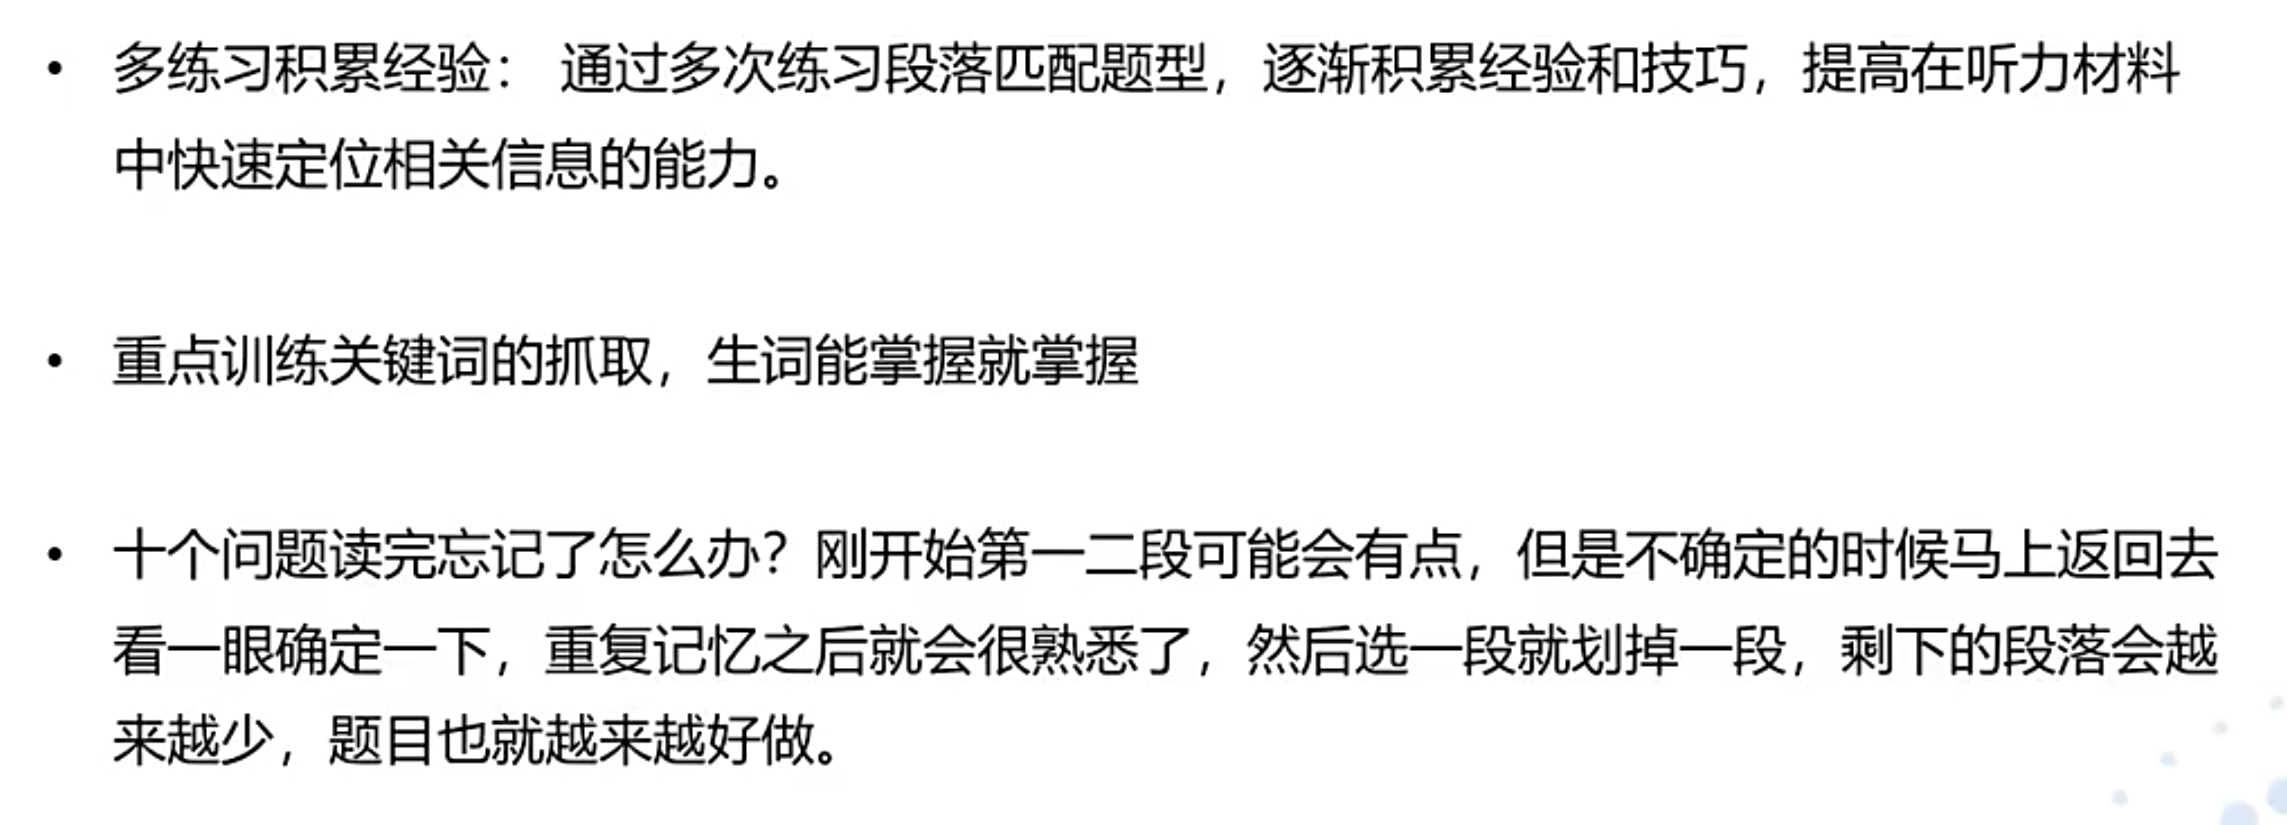 • 多练习积累经验： 通过多次练习段落匹配题型，逐渐积累经验和技巧，提高在听力材料
中快速定位相关信息的能力。
• 重点训练关键词的抓取，生词能掌握就掌握
• 十个问题读完忘记了怎么办？刚开始第一二段可能会有点，但是不确定的时候马上返回去
看一眼确定一下，重复记忆之后就会很熟悉了，然后选一段就划掉一段，剩下的段落会越
来越少，题目也就越来越好做。